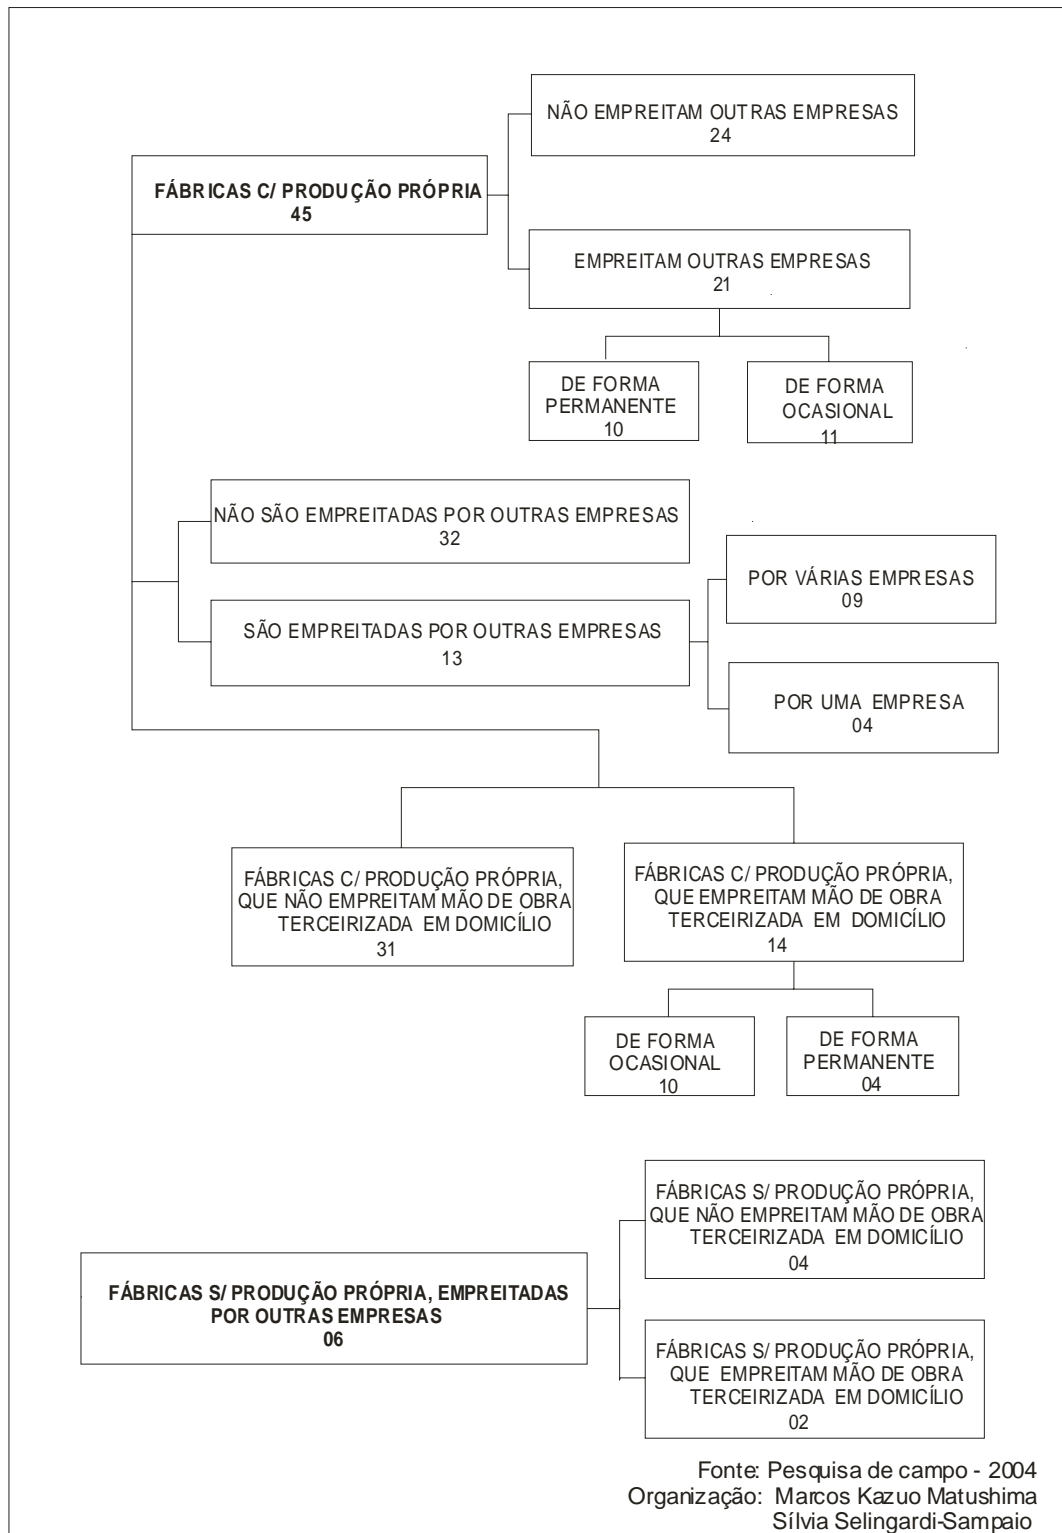 NÃO EMPREITAM OUTRAS EMPRESAS
24
FÁBRICAS C/ PRODUÇÃO PRÓPRIA
45
EMPREITAM OUTRAS EMPRESAS
21
DE FORMA
PERMANENTE
10
DE FORMA
OCASIONAL
11
NÃO SÃO EMPREITADAS POR OUTRAS EMPRESAS
32
SÃO EMPREITADAS POR OUTRAS EMPRESAS
13
POR VÁRIAS EMPRESAS
09
POR UMA EMPRESA
04
FÁBRICAS C/ PRODUÇÃO PRÓPRIA,
QUE NÃO EMPREITAM MÃO DE OBRA
TERCEIRIZADA EM DOMICÍLIO
31
FÁBRICAS C/ PRODUÇÃO PRÓPRIA,
QUE EMPREITAM MÃO DE OBRA
TERCEIRIZADA EM DOMICÍLIO
14
DE FORMA
OCASIONAL
10
DE FORMA
PERMANENTE
04
FÁBRICAS S/ PRODUÇÃO PRÓPRIA,
QUE NÃO EMPREITAM MÃO DE OBRA
TERCEIRIZADA EM DOMICÍLIO
04
FÁBRICAS S/ PRODUÇÃO PRÓPRIA, EMPREITADAS
POR OUTRAS EMPRESAS
06
FÁBRICAS S/ PRODUÇÃO PRÓPRIA,
QUE EMPREITAM MÃO DE OBRA
TERCEIRIZADA EM DOMICÍLIO
02
Fonte: Pesquisa de campo - 2004
Organização: Marcos Kazuo Matushima
Sílvia Selingardi-Sampaio